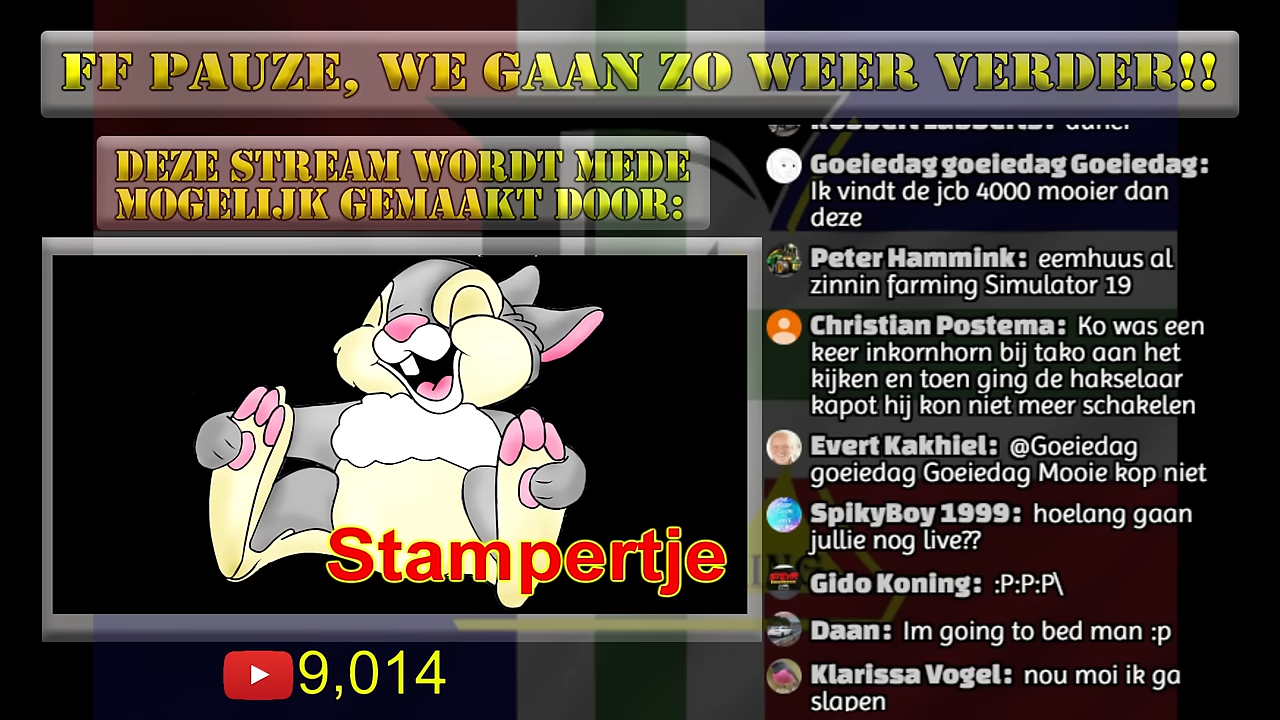 FF PAUZE, WE GAAN ZO WEER VERDER!!
DEZE STREAM WORDT MEDE
MOGELIJK GEMAAKT DOOR:
Stampertje
9,014
Goeiedag goeiedag Goeiedag:
Ik vindt de jcb 4000 mooier dan
deze
Peter Hammink: eemhuus al
zinnin farming Simulator 19
Christian Postema: Ko was een
keer inkornhorn bij tako aan het
kijken en toen ging de hakselaar
kapot hij kon niet meer schakelen
Evert Kakhiel: @Goeiedag
goeiedag Goeiedag Mooie kop niet
SpikyBoy 1999: hoelang gaan
jullie nog live??
Gido Koning: :P:P:P\
Daan: Im going to bed man :p
Klarissa Vogel: nou moi ik ga
slapen